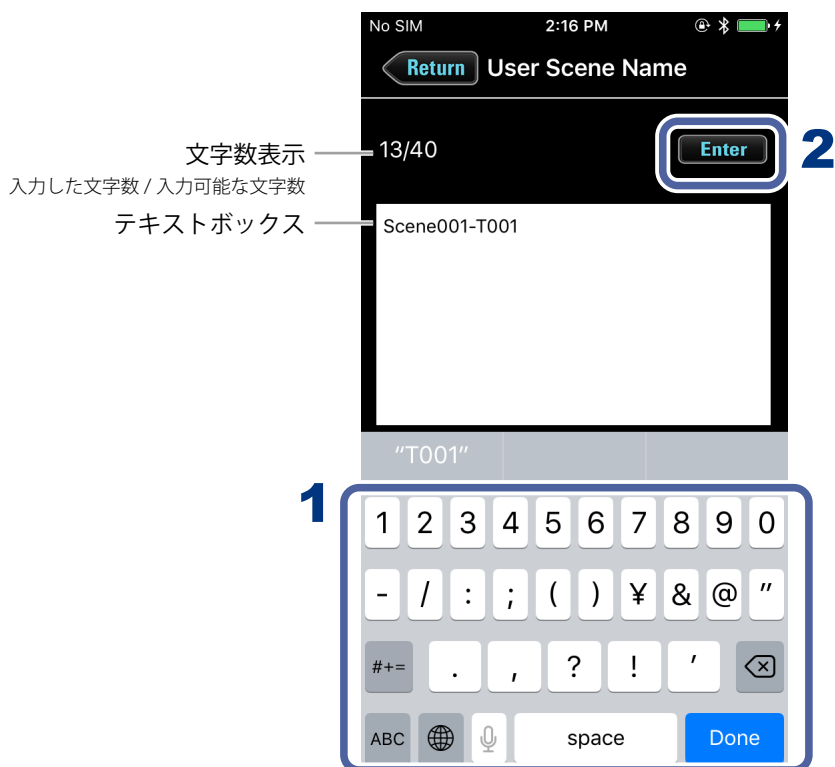 No SIM 2:16 PM
Return User Scene Name
文字数表示 13/40 Enter 2
入力した文字数 / 入力可能な文字数
テキストボックス Scene001-T001
“T001”
1
1 2 3 4 5 6 7 8 9 0
- / : ; ( ) ¥ & @ "
#+= . , ? ! ’
ABC space Done